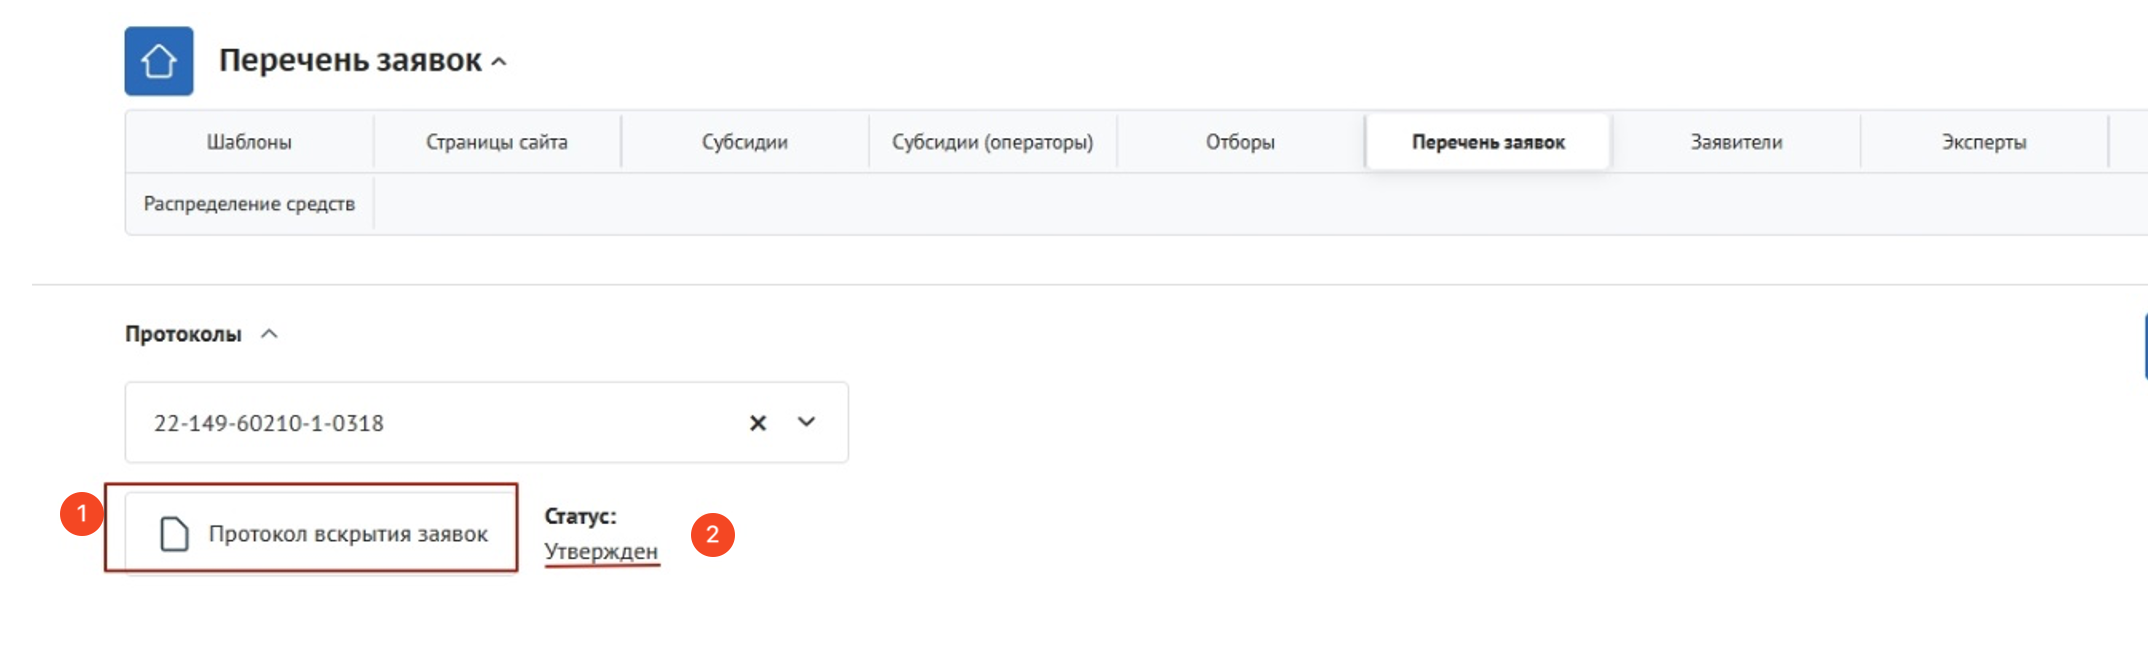 Перечень заявок
Шаблоны Страницы сайта Субсидии Субсидии (операторы) Отборы Перечень заявок Заявители Эксперты
Распределение средств
Протоколы
22-149-60210-1-0318
1 Протокол вскрытия заявок
Статус:
Утвержден
2